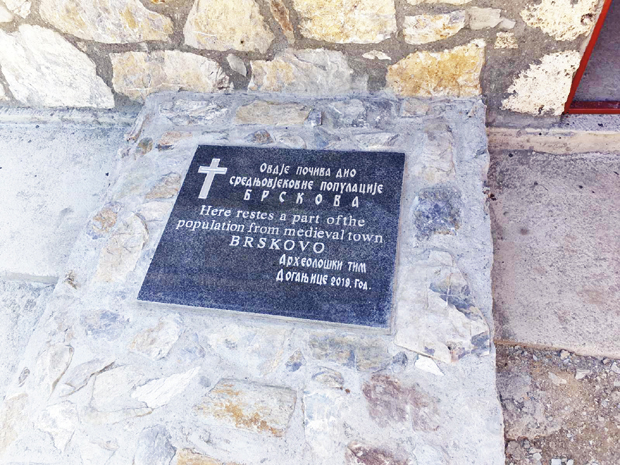 Овдје почива дио
средњовјековне популације
БРСКОВА
Here restes a part of the
population from medieval town
BRSKOVO
Археолошки тим
Догањице 2019. год.